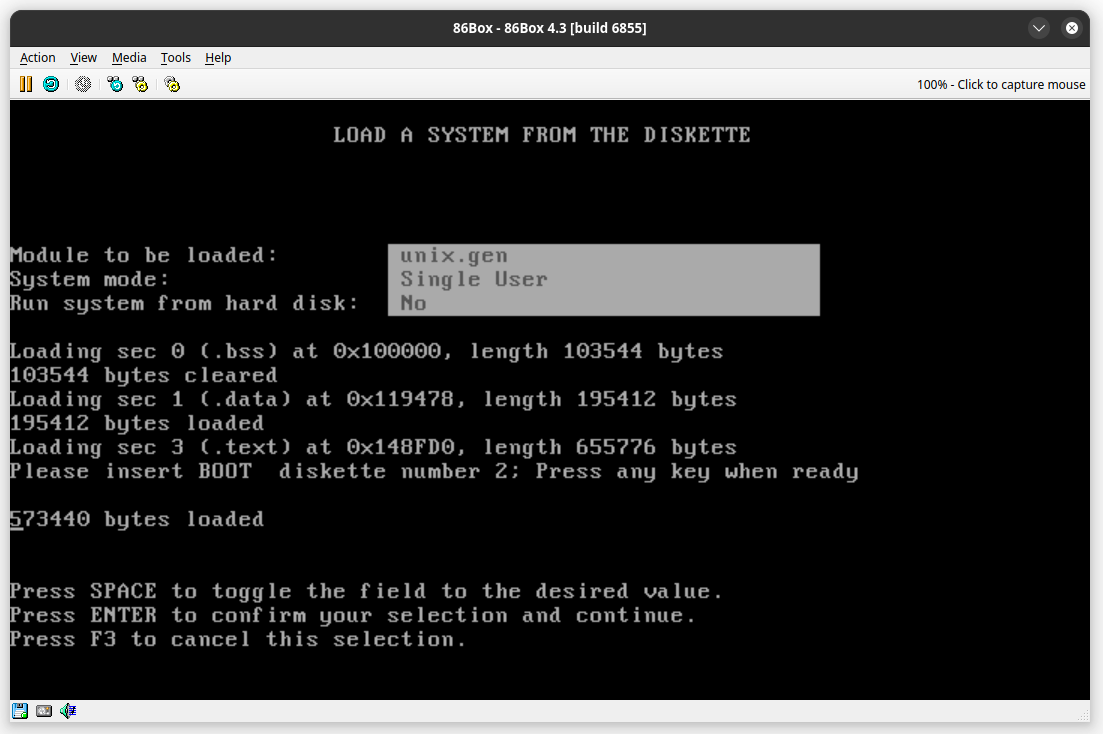 86Box - 86Box 4.3 [build 6855]
Action View Media Tools Help
100% - Click to capture mouse
LOAD A SYSTEM FROM THE DISKETTE
Module to be loaded: unix.gen
System mode: Single User
Run system from hard disk: No
Loading sec 0 (.bss) at 0x100000, length 103544 bytes
103544 bytes cleared
Loading sec 1 (.data) at 0x119478, length 195412 bytes
195412 bytes loaded
Loading sec 3 (.text) at 0x148FD0, length 655776 bytes
Please insert BOOT  diskette number 2; Press any key when ready
573440 bytes loaded
Press SPACE to toggle the field to the desired value.
Press ENTER to confirm your selection and continue.
Press F3 to cancel this selection.